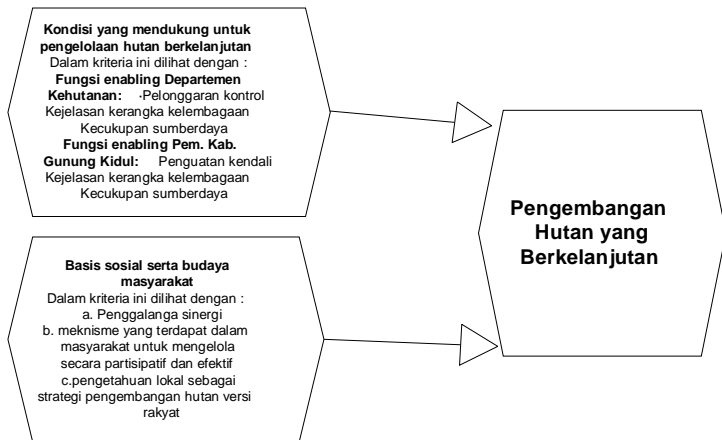 Kondisi yang mendukung untuk
pengelolaan hutan berkelanjutan
Dalam kriteria ini dilihat dengan :
Fungsi enabling Departemen
Kehutanan: ·Pelonggaran kontrol
Kejelasan kerangka kelembagaan
Kecukupan sumberdaya
Fungsi enabling Pem. Kab.
Gunung Kidul: Penguatan kendali
Kejelasan kerangka kelembagaan
Kecukupan sumberdaya
Pengembangan
Hutan yang
Berkelanjutan
Basis sosial serta budaya
masyarakat
Dalam kriteria ini dilihat dengan :
a. Penggalanga sinergi
b. meknisme yang terdapat dalam
masyarakat untuk mengelola
secara partisipatif dan efektif
c.pengetahuan lokal sebagai
strategi pengembangan hutan versi
rakyat